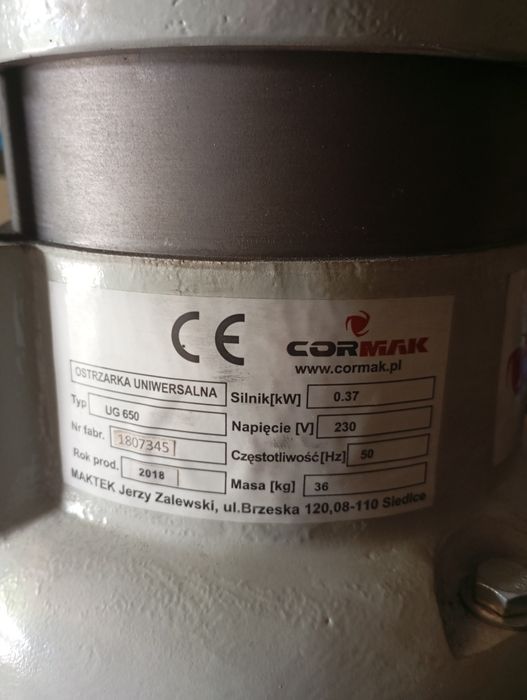 CE
CORMAK
www.cormak.pl
OSTRZARKA UNIWERSALNA
Typ UG 650
Nr fabr. 1807345
Rok prod. 2018
Silnik[kW] 0.37
Napięcie [V] 230
Częstotliwość[Hz] 50
Masa [kg] 36
MAKTEK Jerzy Zalewski, ul.Brzeska 120,08-110 Siedlce